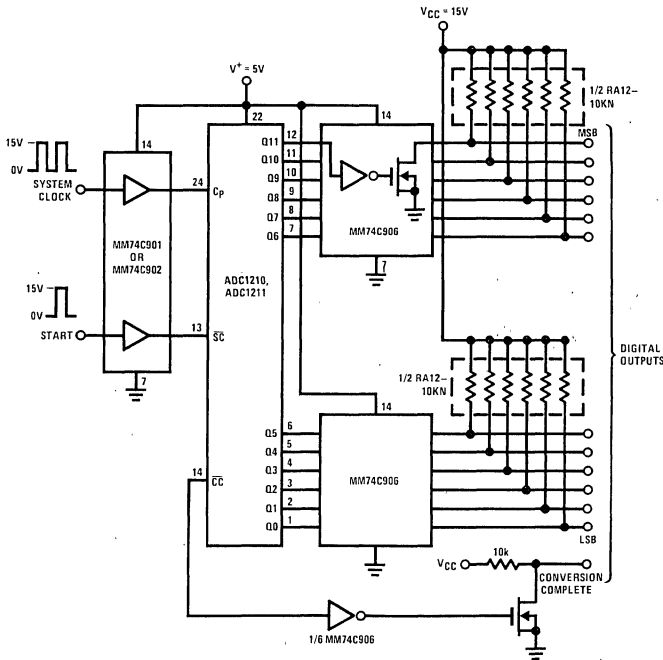 VCC = 15V
V+ = 5V
1/2 RA12–
10KN
14
22
14
15V
0V
SYSTEM
CLOCK
24
CP
MM74C901
OR
MM74C902
15V
0V
START
13
SC
7
ADC1210,
ADC1211
Q11
12
Q10
11
Q9
10
Q8
9
Q7
8
Q6
7
MM74C906
7
MSB
DIGITAL
OUTPUTS
1/2 RA12–
10KN
14
Q5
6
Q4
5
Q3
4
Q2
3
Q1
2
Q0
1
MM74C906
LSB
14
CC
VCC
10k
CONVERSION
COMPLETE
1/6 MM74C906